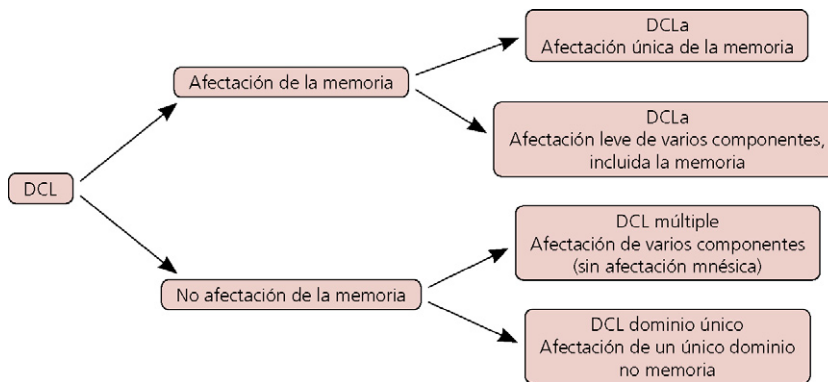 DCL
Afectación de la memoria
No afectación de la memoria
DCLa
Afectación única de la memoria
DCLa
Afectación leve de varios componentes,
incluida la memoria
DCL múltiple
Afectación de varios componentes
(sin afectación mnésica)
DCL dominio único
Afectación de un único dominio
no memoria